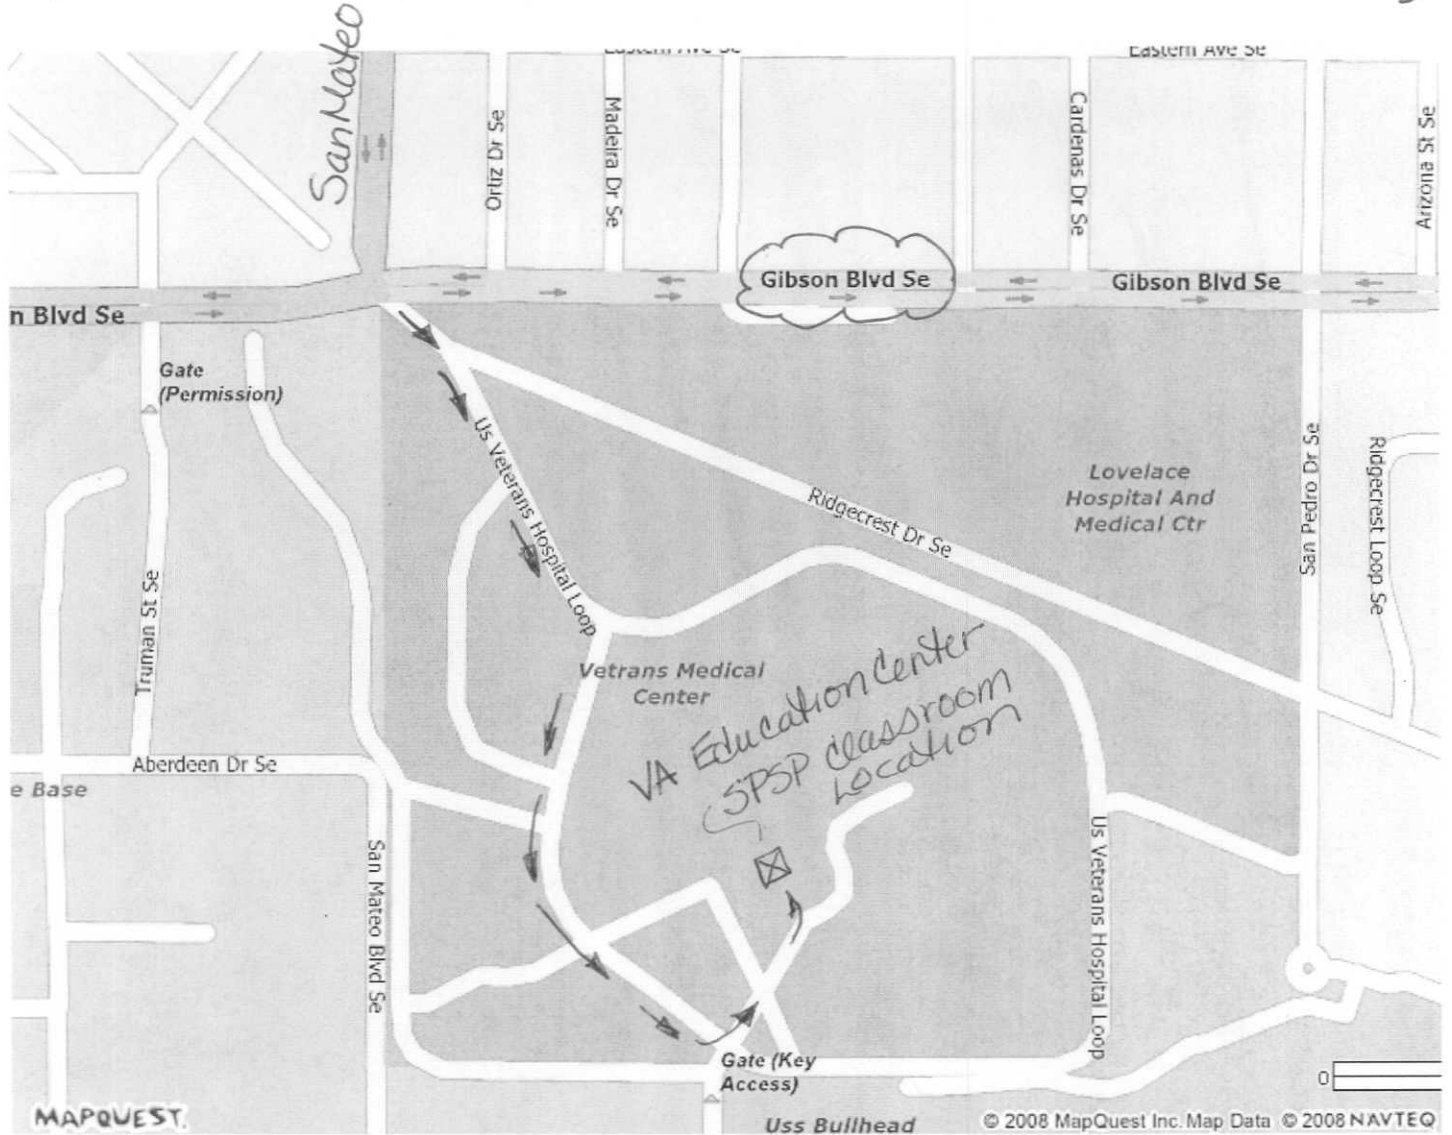 San Mateo
Eastern Ave Se
Eastern Ave Se
Ortiz Dr Se
Madeira Dr Se
Cardenas Dr Se
Arizona St Se
Gibson Blvd Se
Gibson Blvd Se
n Blvd Se
Gate
(Permission)
Us Veterans Hospital Loop
Ridgecrest Dr Se
Lovelace
Hospital And
Medical Ctr
San Pedro Dr Se
Ridgecrest Loop Se
Truman St Se
Vetrans Medical
Center
VA Education Center
SPSP classroom
Location
Aberdeen Dr Se
e Base
San Mateo Blvd Se
Us Veterans Hospital Loop
Gate (Key
Access)
Uss Bullhead
0
MAPQUEST.
© 2008 MapQuest Inc. Map Data © 2008 NAVTEQ